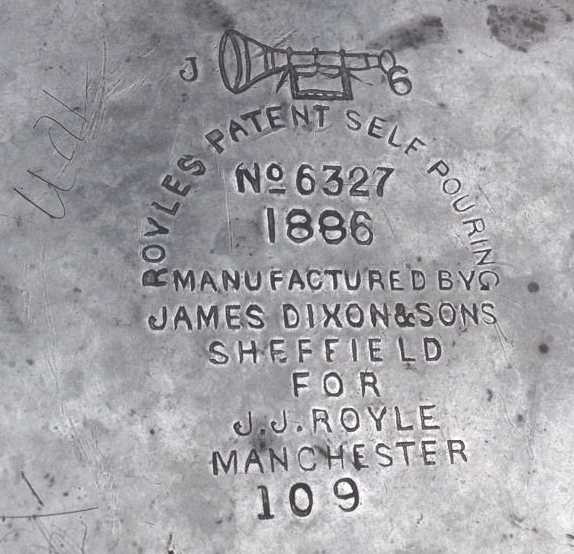 J 6
ROYLES PATENT SELF POURING
Nº 6327
1886
MANUFACTURED BY
JAMES DIXON & SONS
SHEFFIELD
FOR
J.J. ROYLE
MANCHESTER
109